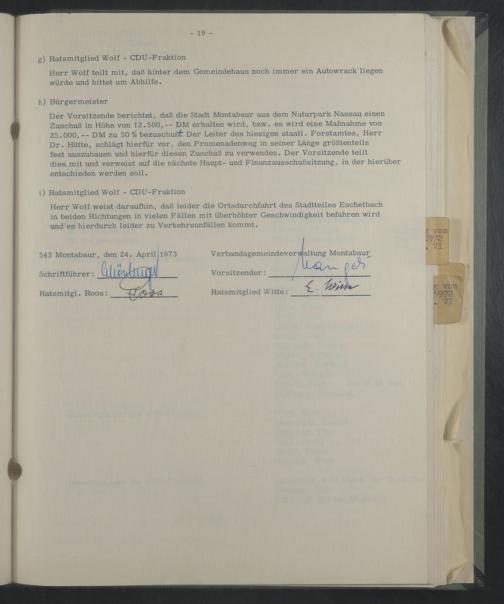 - 19 -
g) Ratsmitglied Wolf - CDU-Fraktion
Herr Wolf teilt mit, daß hinter dem Gemeindehaus noch immer ein Autowrack liegen
würde und bittet um Abhilfe.
h) Bürgermeister
Der Vorsitzende berichtet, daß die Stadt Montabaur aus dem Naturpark Nassau einen
Zuschuß in Höhe von 12.500,-- DM erhalten wird, bzw. es wird eine Maßnahme von
25.000,-- DM zu 50 % bezuschußt. Der Leiter des hiesigen staatl. Forstamtes, Herr
Dr. Hütte, schlägt hierfür vor, den Promenadenweg in seiner Länge größtenteils
fest auszubauen und hierfür diesen Zuschuß zu verwenden. Der Vorsitzende teilt
dies mit und verweist auf die nächste Haupt- und Finanzausschußsitzung, in der hierüber
entschieden werden soll.
i) Ratsmitglied Wolf - CDU-Fraktion
Herr Wolf weist daraufhin, daß leider die Ortsdurchfahrt des Stadtteiles Eschelbach
in beiden Richtungen in vielen Fällen mit überhöhter Geschwindigkeit befahren wird
und es hierdurch leider zu Verkehrsunfällen kommt.
543 Montabaur, den 24. April 1973 Verbandsgemeindeverwaltung Montabaur
Schriftführer: Vorsitzender: Mangels
Ratsmitgl. Roos: Roos Ratsmitglied Witte: E. Witte